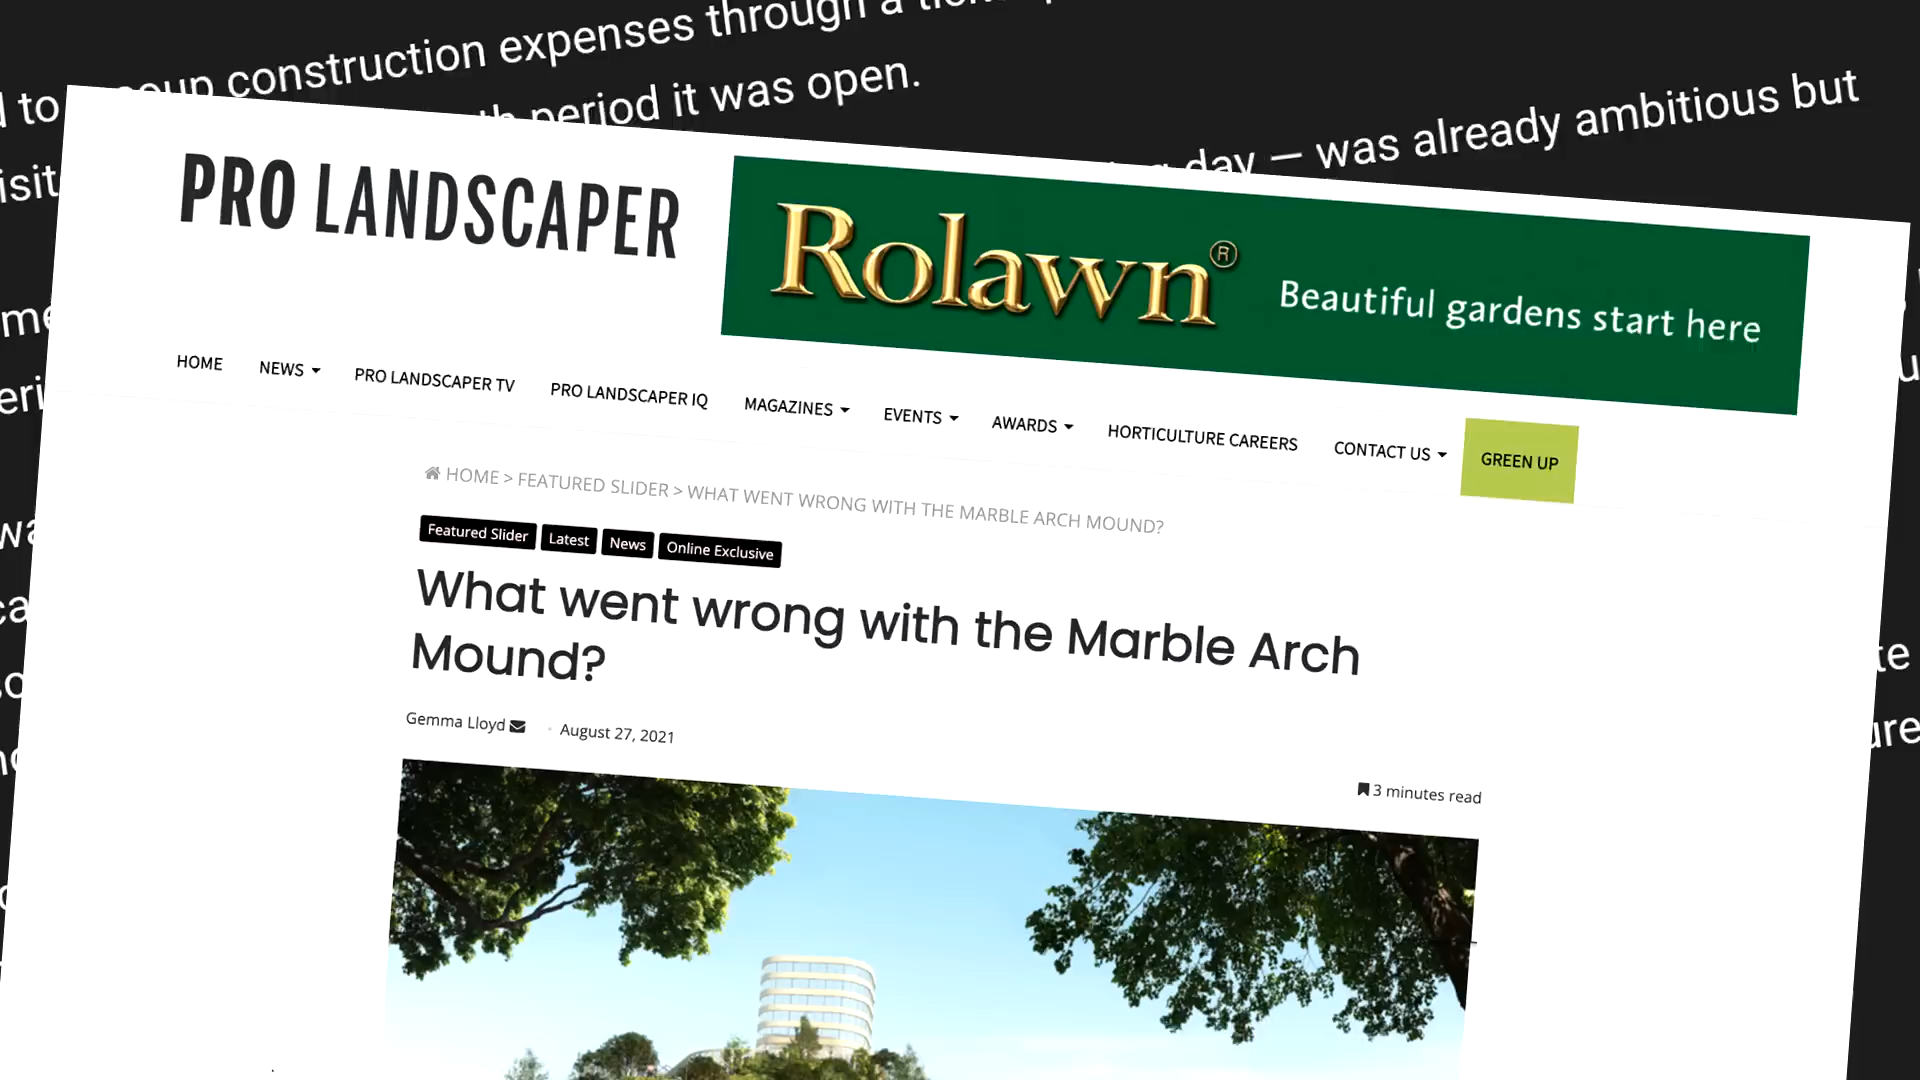 construction expenses through a
d to
period it was open.
day — was already ambitious but
PRO LANDSCAPER
Rolawn®
Beautiful gardens start here
HOME
NEWS
PRO LANDSCAPER TV
PRO LANDSCAPER IQ
MAGAZINES
EVENTS
AWARDS
HORTICULTURE CAREERS
CONTACT US
GREEN UP
HOME > FEATURED SLIDER > WHAT WENT WRONG WITH THE MARBLE ARCH MOUND?
Featured Slider
Latest
News
Online Exclusive
What went wrong with the Marble Arch
Mound?
Gemma Lloyd
August 27, 2021
3 minutes read